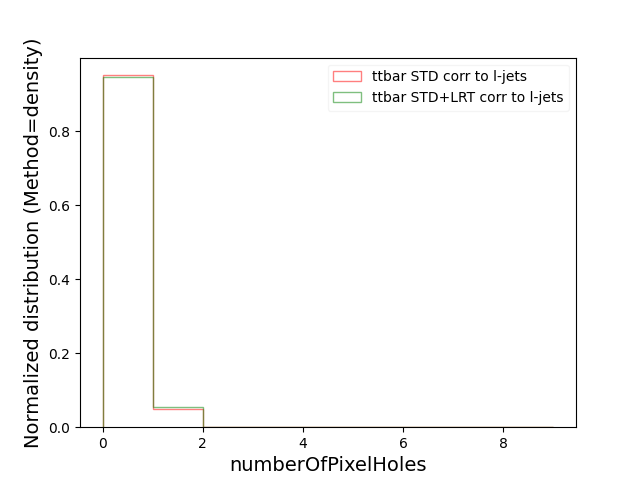 ttbar STD corr to l-jets
ttbar STD+LRT corr to l-jets
Normalized distribution (Method=density)
0.8
0.6
0.4
0.2
0.0
0 2 4 6 8
numberOfPixelHoles